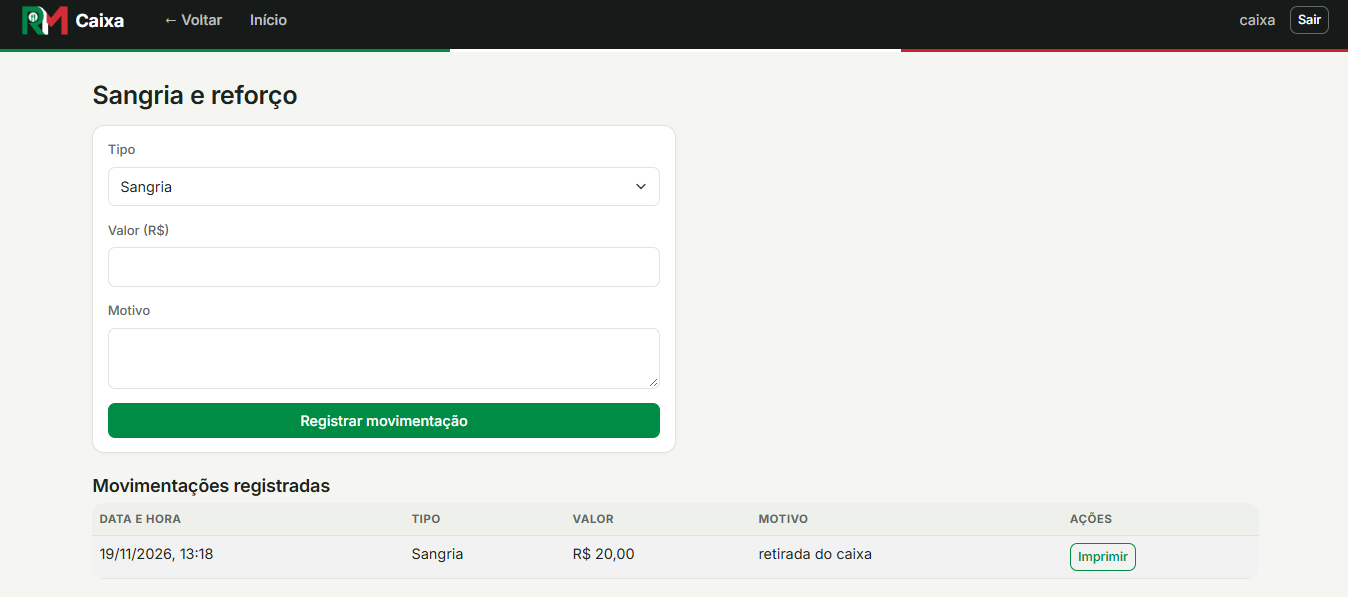 RM Caixa ← Voltar Início caixa Sair
Sangria e reforço
Tipo
Sangria
Valor (R$)
Motivo
Registrar movimentação
Movimentações registradas
DATA E HORA TIPO VALOR MOTIVO AÇÕES
19/11/2026, 13:18 Sangria R$ 20,00 retirada do caixa Imprimir